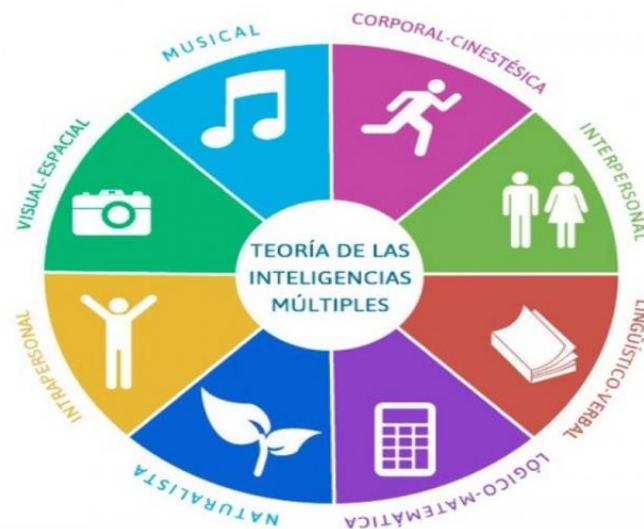 MUSICAL
CORPORAL-CINESTÉSICA
INTERPERSONAL
LINGÜÍSTICO-VERBAL
LÓGICO-MATEMÁTICA
NATURALISTA
INTRAPERSONAL
VISUAL-ESPACIAL
TEORÍA DE LAS
INTELIGENCIAS
MÚLTIPLES